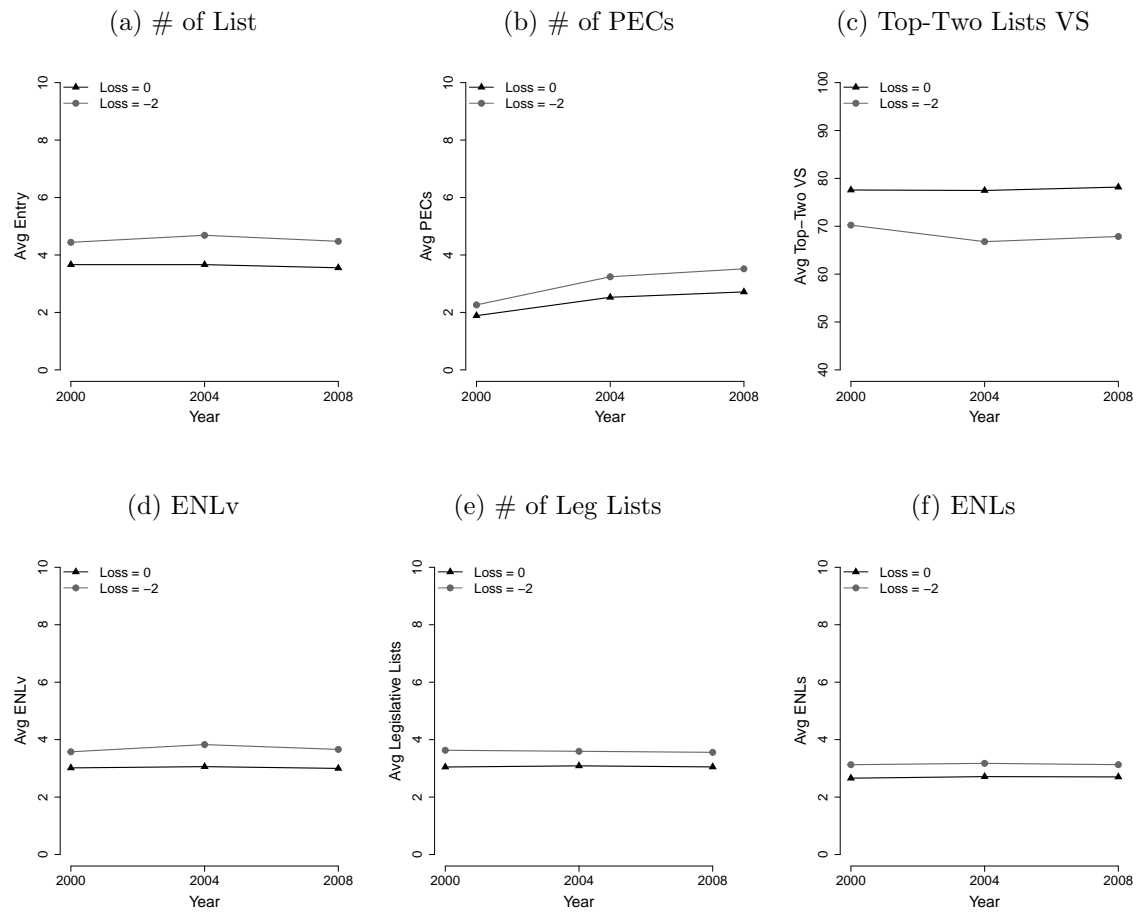 (a) # of List
Loss = 0
Loss = −2
Avg Entry
0 2 4 6 8 10
2000 2004 2008
Year
(b) # of PECs
Loss = 0
Loss = −2
Avg PECs
0 2 4 6 8 10
2000 2004 2008
Year
(c) Top-Two Lists VS
Loss = 0
Loss = −2
Avg Top−Two VS
40 50 60 70 80 90 100
2000 2004 2008
Year
(d) ENLv
Loss = 0
Loss = −2
Avg ENLv
0 2 4 6 8 10
2000 2004 2008
Year
(e) # of Leg Lists
Loss = 0
Loss = −2
Avg Legislative Lists
0 2 4 6 8 10
2000 2004 2008
Year
(f) ENLs
Loss = 0
Loss = −2
Avg ENLs
0 2 4 6 8 10
2000 2004 2008
Year